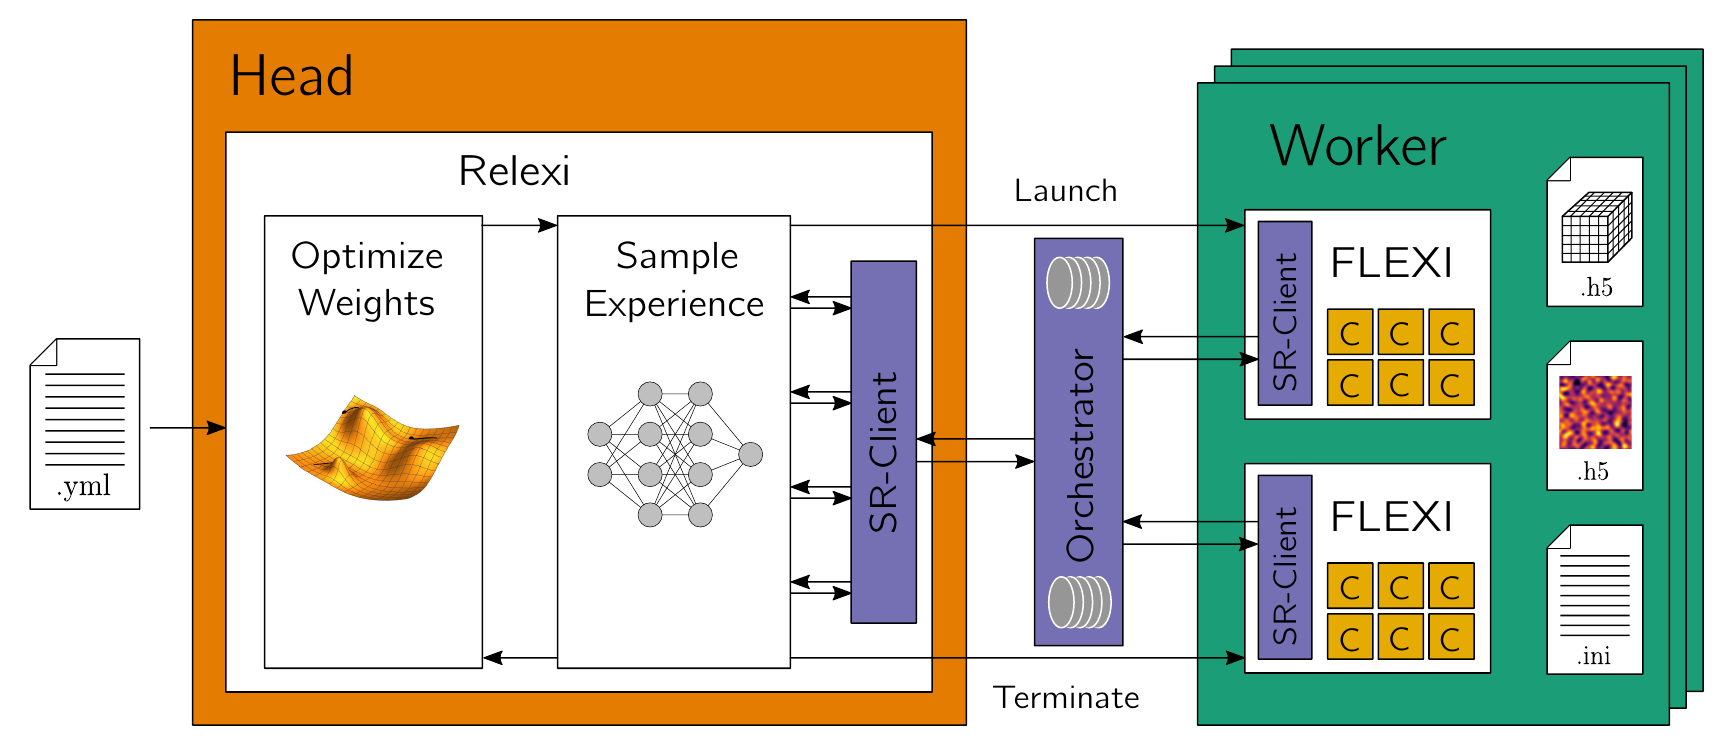 Head
Relexi
Optimize
Weights
Sample
Experience
.yml
SR-Client
Launch
Orchestrator
Terminate
Worker
SR-Client
FLEXI
C C C
C C C
SR-Client
FLEXI
C C C
C C C
.h5
.h5
.ini